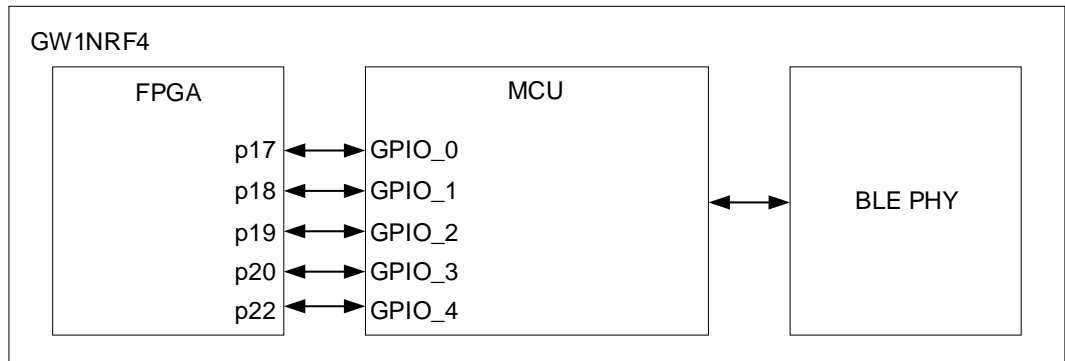 GW1NRF4
FPGA
MCU
p17 GPIO_0
p18 GPIO_1
p19 GPIO_2
p20 GPIO_3
p22 GPIO_4
BLE PHY